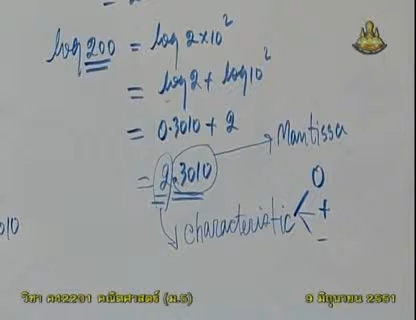 log 200 = log 2×10²
= log 2 + log 10²
= 0.3010 + 2
= 2.3010
Mantissa
characteristic
0
+
−
010
วิชา ค42201 คณิตศาสตร์ (ม.5)
9 มิถุนายน 2551